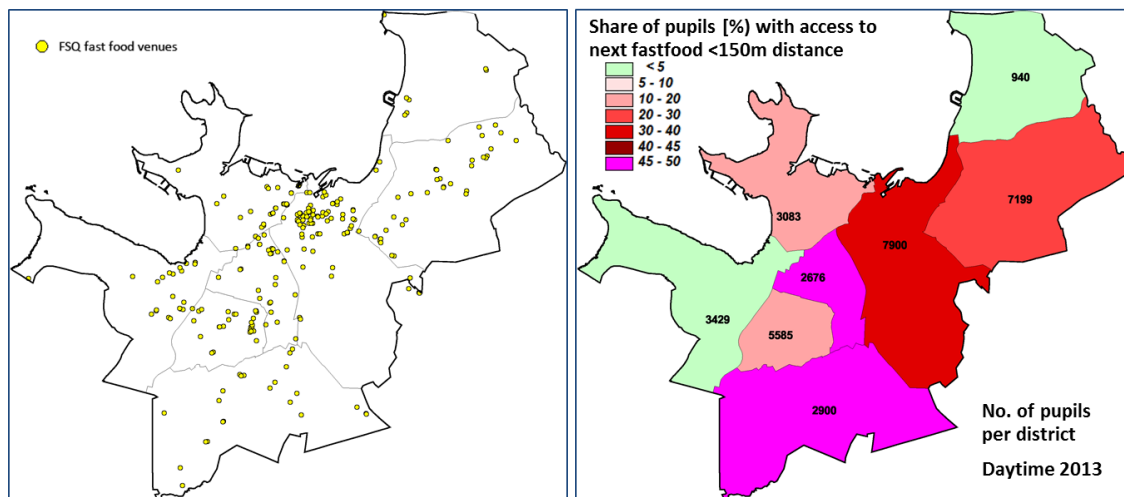 FSQ fast food venues
Share of pupils [%] with access to
next fastfood <150m distance
< 5
5 - 10
10 - 20
20 - 30
30 - 40
40 - 45
45 - 50
940
7199
3083
7900
2676
3429
5585
2900
No. of pupils
per district
Daytime 2013